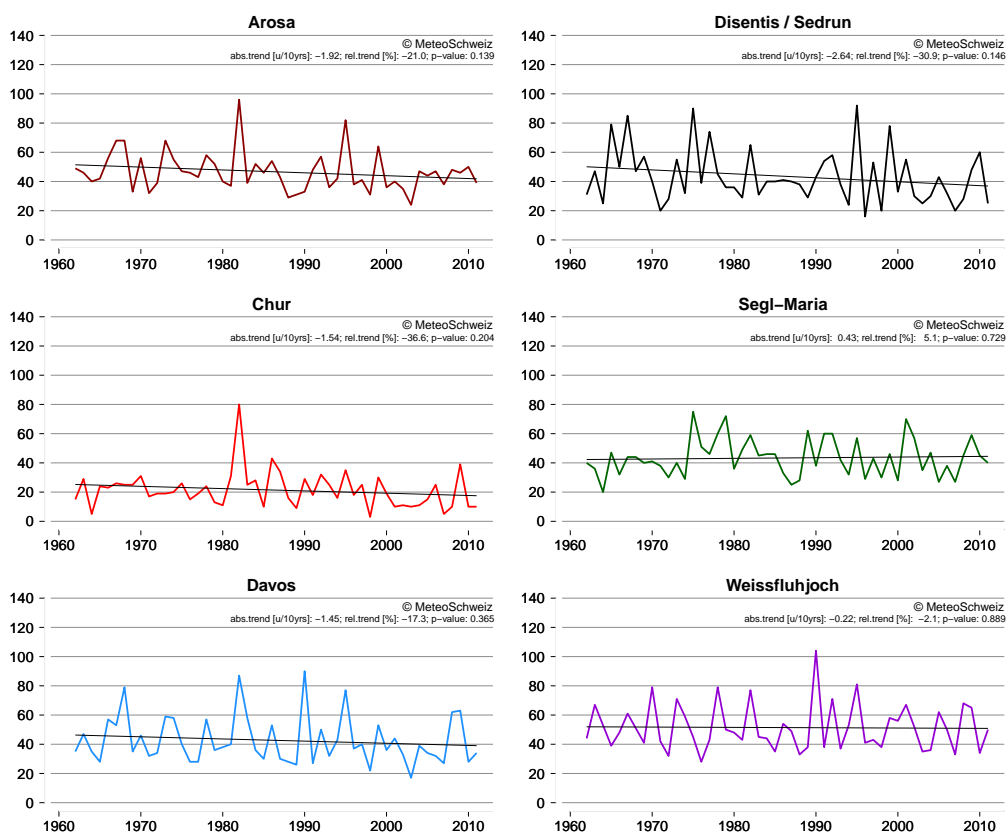 Arosa
© MeteoSchweiz
abs.trend [u/10yrs]: −1.92; rel.trend [%]: −21.0; p−value: 0.139
140
120
100
80
60
40
20
0
1960 1970 1980 1990 2000 2010
Disentis / Sedrun
© MeteoSchweiz
abs.trend [u/10yrs]: −2.64; rel.trend [%]: −30.9; p−value: 0.146
140
120
100
80
60
40
20
0
1960 1970 1980 1990 2000 2010
Chur
© MeteoSchweiz
abs.trend [u/10yrs]: −1.54; rel.trend [%]: −36.6; p−value: 0.204
140
120
100
80
60
40
20
0
1960 1970 1980 1990 2000 2010
Segl−Maria
© MeteoSchweiz
abs.trend [u/10yrs]: 0.43; rel.trend [%]: 5.1; p−value: 0.729
140
120
100
80
60
40
20
0
1960 1970 1980 1990 2000 2010
Davos
© MeteoSchweiz
abs.trend [u/10yrs]: −1.45; rel.trend [%]: −17.3; p−value: 0.365
140
120
100
80
60
40
20
0
1960 1970 1980 1990 2000 2010
Weissfluhjoch
© MeteoSchweiz
abs.trend [u/10yrs]: −0.22; rel.trend [%]: −2.1; p−value: 0.889
140
120
100
80
60
40
20
0
1960 1970 1980 1990 2000 2010